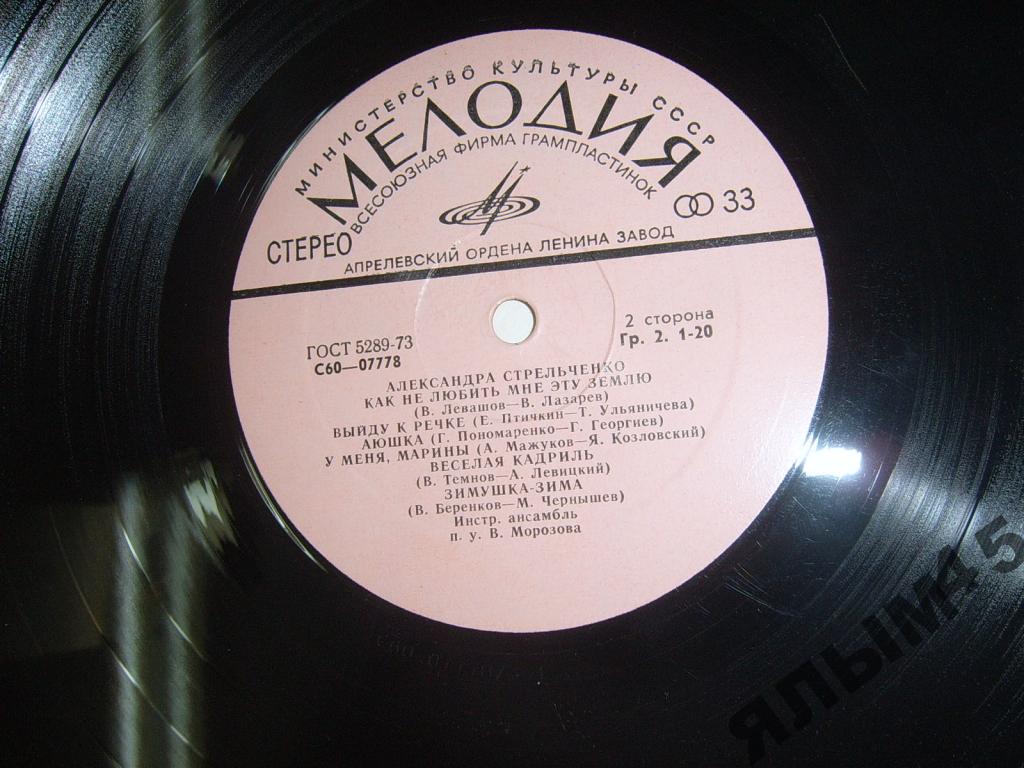 МИНИСТЕРСТВО КУЛЬТУРЫ СССР
МЕЛОДИЯ
ВСЕСОЮЗНАЯ ФИРМА ГРАМПЛАСТИНОК
СТЕРЕО
33
АПРЕЛЕВСКИЙ ОРДЕНА ЛЕНИНА ЗАВОД
ГОСТ 5289-73
С60—07778
2 сторона
Гр. 2. 1-20
АЛЕКСАНДРА СТРЕЛЬЧЕНКО
КАК НЕ ЛЮБИТЬ МНЕ ЭТУ ЗЕМЛЮ
(В. Левашов—В. Лазарев)
ВЫЙДУ К РЕЧКЕ (Е. Птичкин—Т. Ульяничева)
АЮШКА (Г. Пономаренко—Г. Георгиев)
У МЕНЯ, МАРИНЫ (А. Мажуков—Я. Козловский)
ВЕСЕЛАЯ КАДРИЛЬ
(В. Темнов—А. Левицкий)
ЗИМУШКА-ЗИМА
(В. Беренков—М. Чернышев)
Инстр. ансамбль
п. у. В. Морозова
ЯЛЫМ45